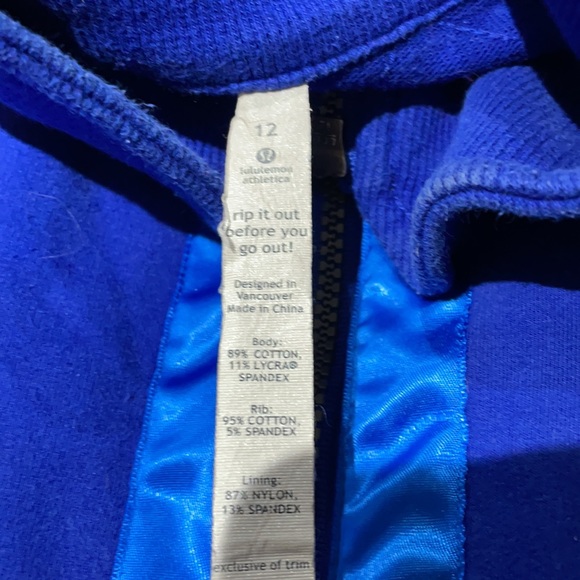 12
lululemon
athletica
rip it out
before you
go out!
Designed in
Vancouver
Made in China
Body:
89% COTTON,
11% LYCRA®
SPANDEX
Rib:
95% COTTON,
5% SPANDEX
Lining:
87% NYLON,
13% SPANDEX
exclusive of trim